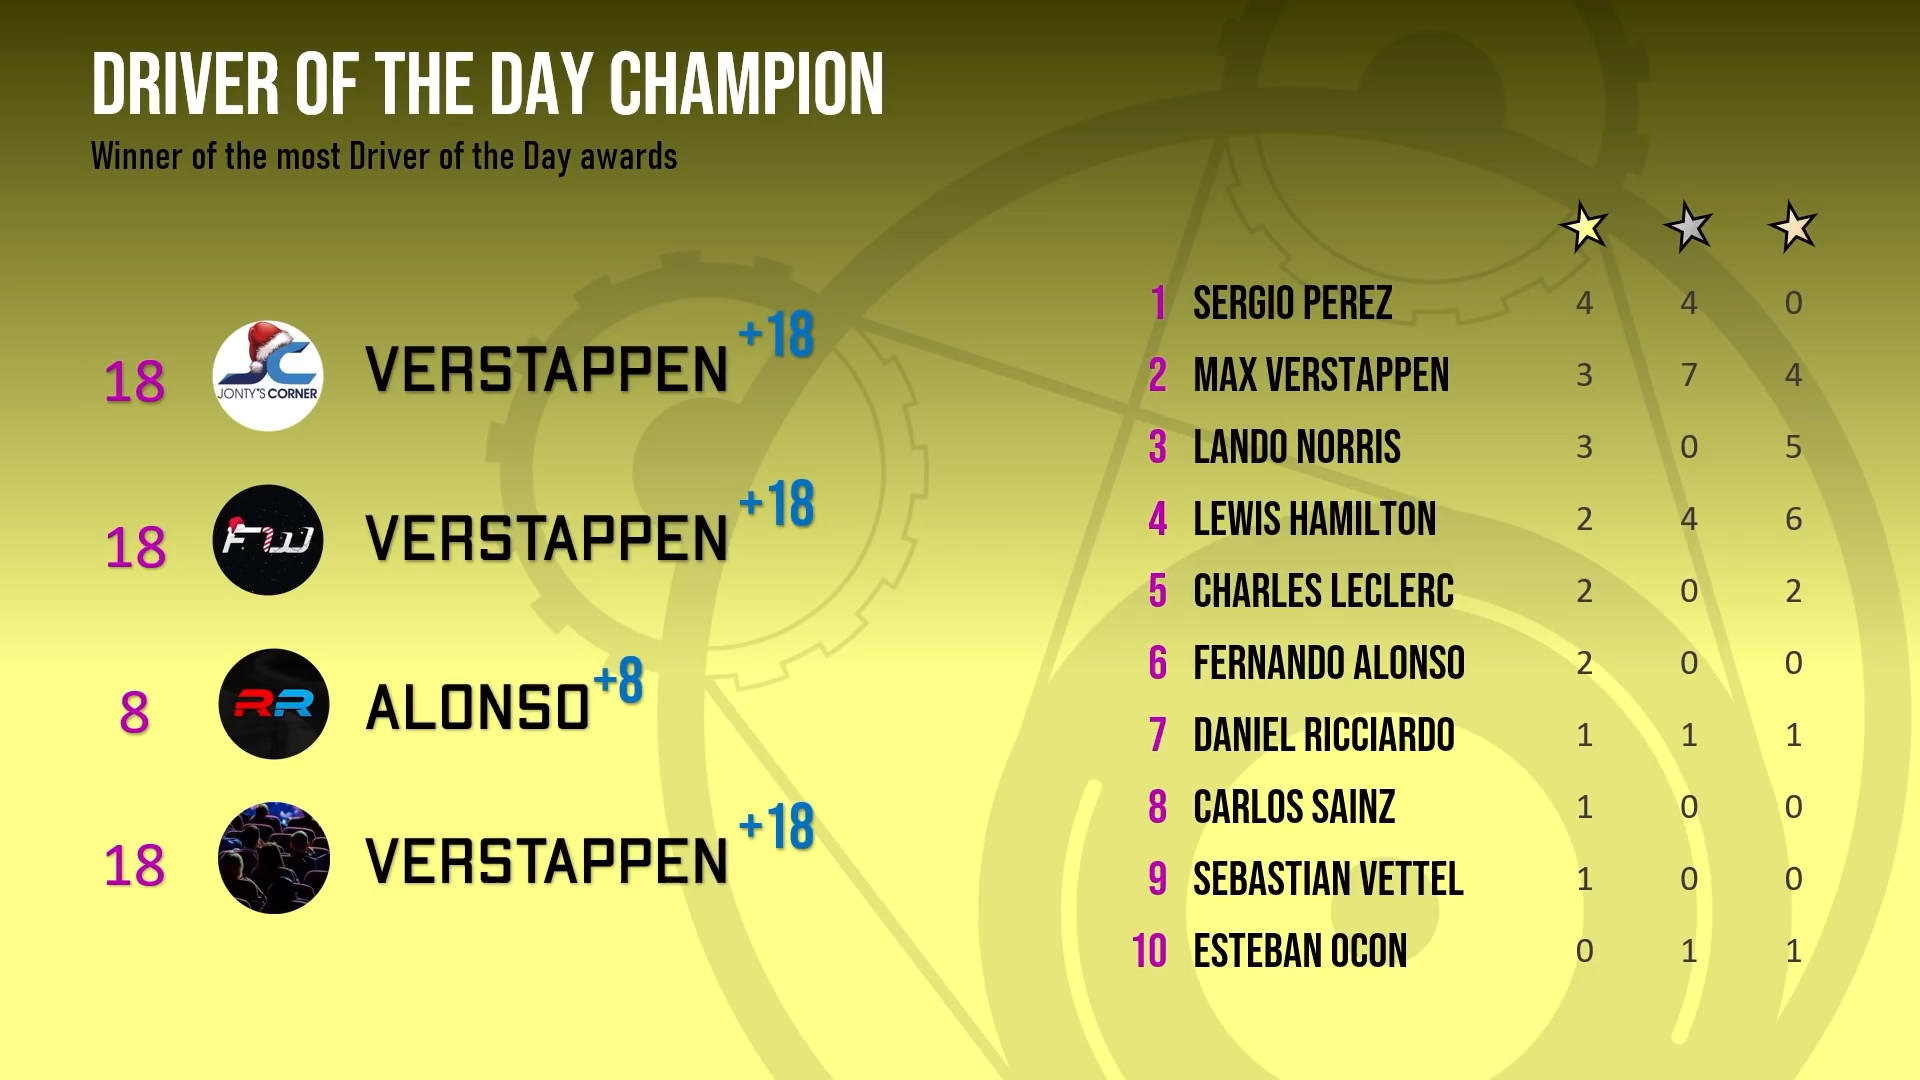 DRIVER OF THE DAY CHAMPION
Winner of the most Driver of the Day awards
18 JC JONTY'S CORNER VERSTAPPEN +18
18 F1W VERSTAPPEN +18
8 RR ALONSO +8
18 VERSTAPPEN +18
1 SERGIO PEREZ 4 4 0
2 MAX VERSTAPPEN 3 7 4
3 LANDO NORRIS 3 0 5
4 LEWIS HAMILTON 2 4 6
5 CHARLES LECLERC 2 0 2
6 FERNANDO ALONSO 2 0 0
7 DANIEL RICCIARDO 1 1 1
8 CARLOS SAINZ 1 0 0
9 SEBASTIAN VETTEL 1 0 0
10 ESTEBAN OCON 0 1 1